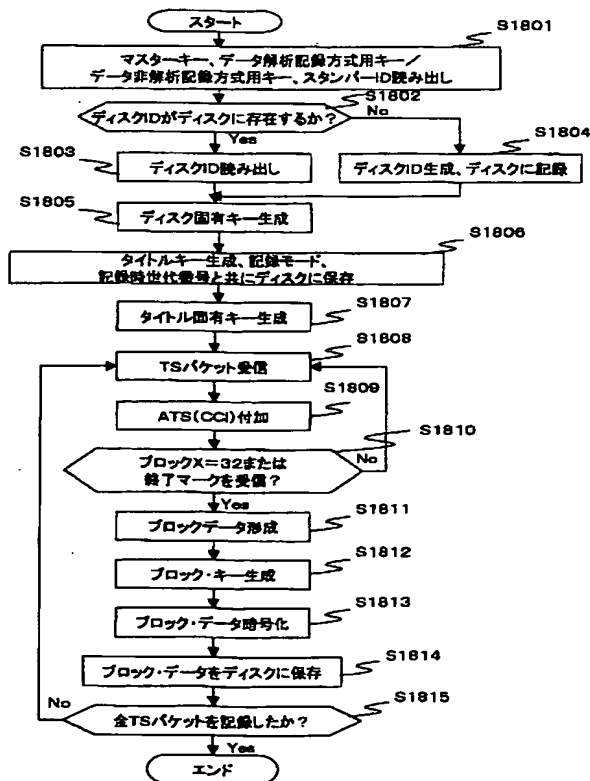 スタート
S1801
マスターキー、データ解析記録方式用キー/
データ非解析記録方式用キー、スタンパーID読み出し
S1802
ディスクIDがディスクに存在するか?
No
Yes
S1803
ディスクID読み出し
S1804
ディスクID生成、ディスクに記録
S1805
ディスク固有キー生成
S1806
タイトルキー生成、記録モード、
記録時世代番号と共にディスクに保存
S1807
タイトル固有キー生成
S1808
TSパケット受信
S1809
ATS(CCI)付加
S1810
ブロックX=32または
終了マークを受信?
No
Yes
S1811
ブロックデータ形成
S1812
ブロック・キー生成
S1813
ブロック・データ暗号化
S1814
ブロック・データをディスクに保存
S1815
No
全TSパケットを記録したか?
Yes
エンド